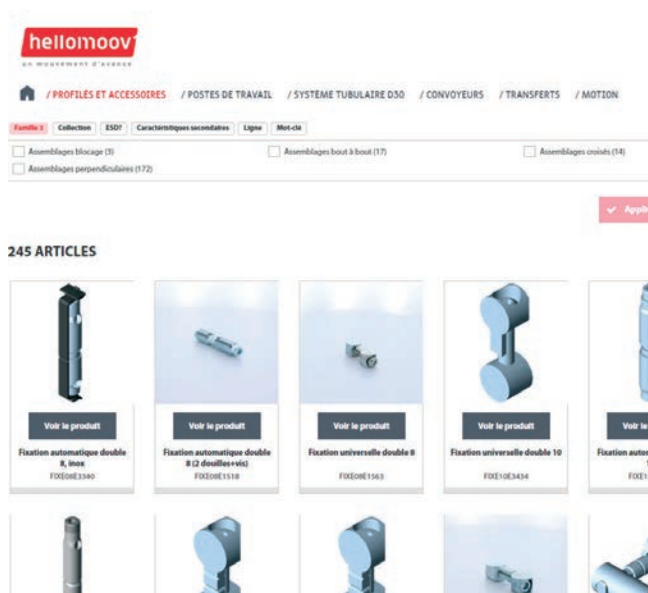 hellomoov'
un mouvement d'avance
/ PROFILÉS ET ACCESSOIRES / POSTES DE TRAVAIL / SYSTÈME TUBULAIRE D30 / CONVOYEURS / TRANSFERTS / MOTION
Famille 3 Collection ESD? Caractéristiques secondaires Ligne Mot-clé
Assemblages blocage (3) Assemblages bout à bout (17) Assemblages croisés (14)
Assemblages perpendiculaires (172)
245 ARTICLES
Voir le produit Voir le produit Voir le produit Voir le produit Voir le
Fixation automatique double Fixation automatique double Fixation universelle double 8 Fixation universelle double 10
8, inox 8 (2 douilles+vis)
FIXE08E3340 FIXE08E1518 FIXE08E1563 FIXE10E3434